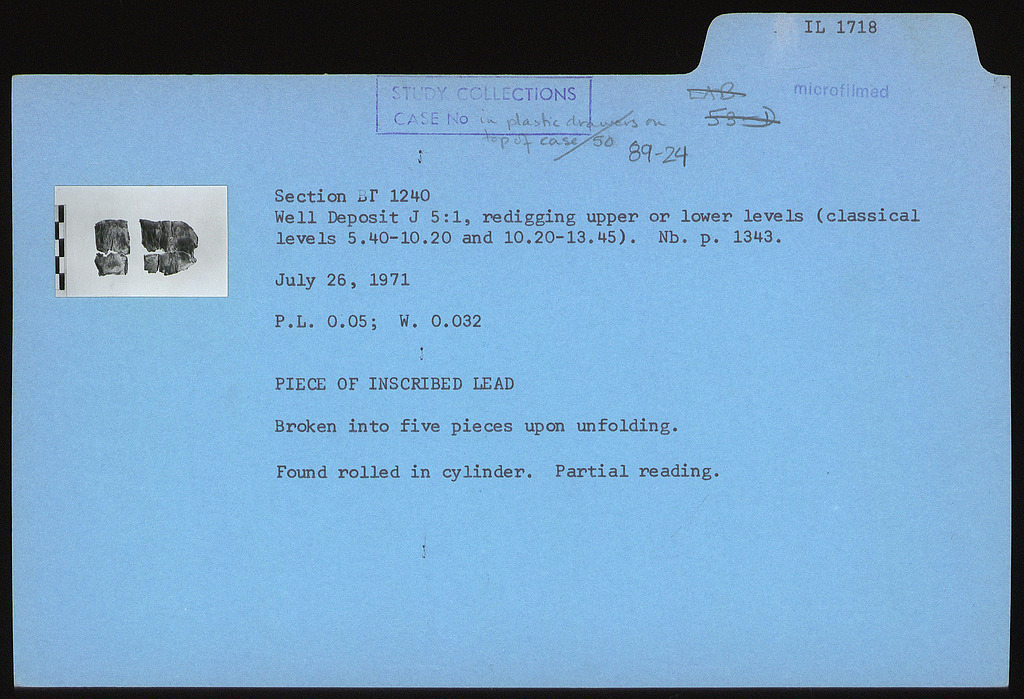 IL 1718
STUDY COLLECTIONS
CASE No in plastic drawers on
top of case 50
LAB
53-D
microfilmed
89-24
Section ΒΓ 1240
Well Deposit J 5:1, redigging upper or lower levels (classical
levels 5.40-10.20 and 10.20-13.45). Nb. p. 1343.
July 26, 1971
P.L. 0.05; W. 0.032
PIECE OF INSCRIBED LEAD
Broken into five pieces upon unfolding.
Found rolled in cylinder. Partial reading.